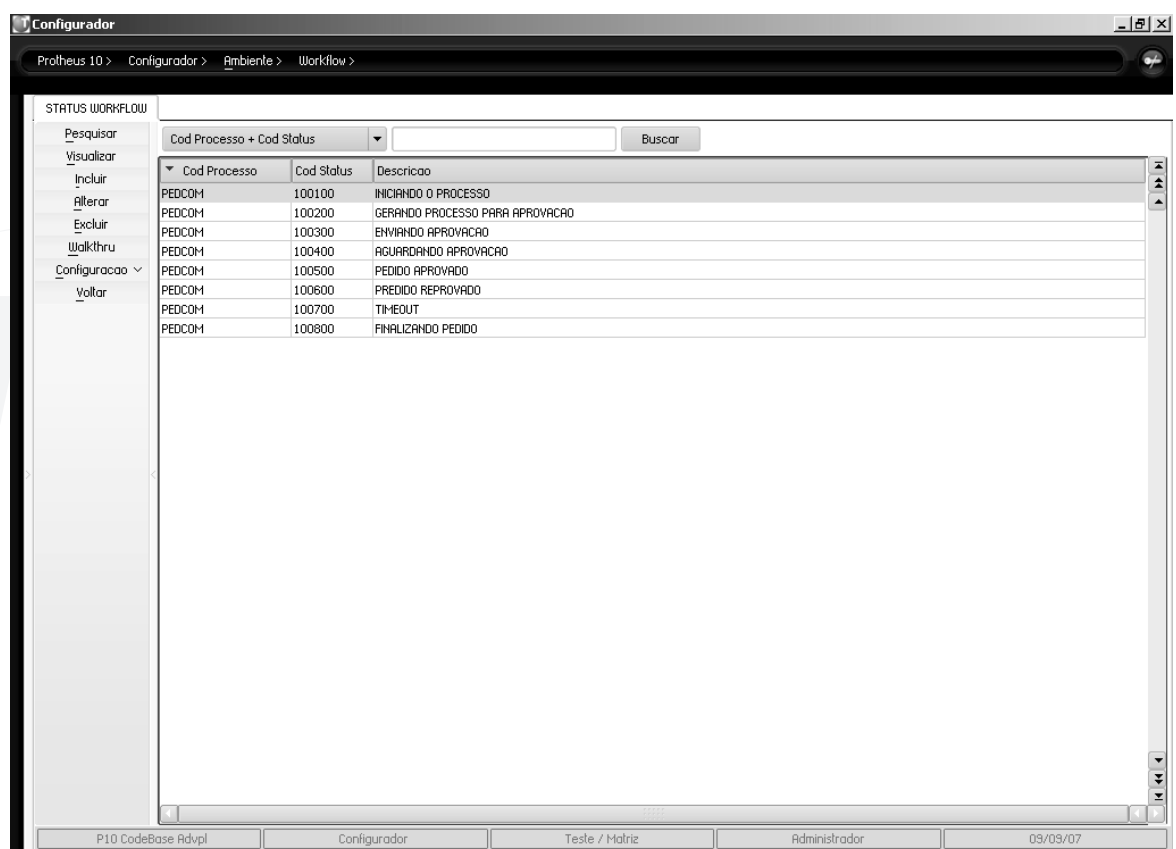 Configurador
Protheus 10 > Configurador > Ambiente > Workflow >
STATUS WORKFLOW
Pesquisar
Visualizar
Incluir
Alterar
Excluir
Walkthru
Configuracao
Voltar
Cod Processo + Cod Status Buscar
Cod Processo Cod Status Descricao
PEDCOM 100100 INICIANDO O PROCESSO
PEDCOM 100200 GERANDO PROCESSO PARA APROVACAO
PEDCOM 100300 ENVIANDO APROVACAO
PEDCOM 100400 AGUARDANDO APROVACAO
PEDCOM 100500 PEDIDO APROVADO
PEDCOM 100600 PREDIDO REPROVADO
PEDCOM 100700 TIMEOUT
PEDCOM 100800 FINALIZANDO PEDIDO
P10 CodeBase Advpl Configurador Teste / Matriz Administrador 09/09/07